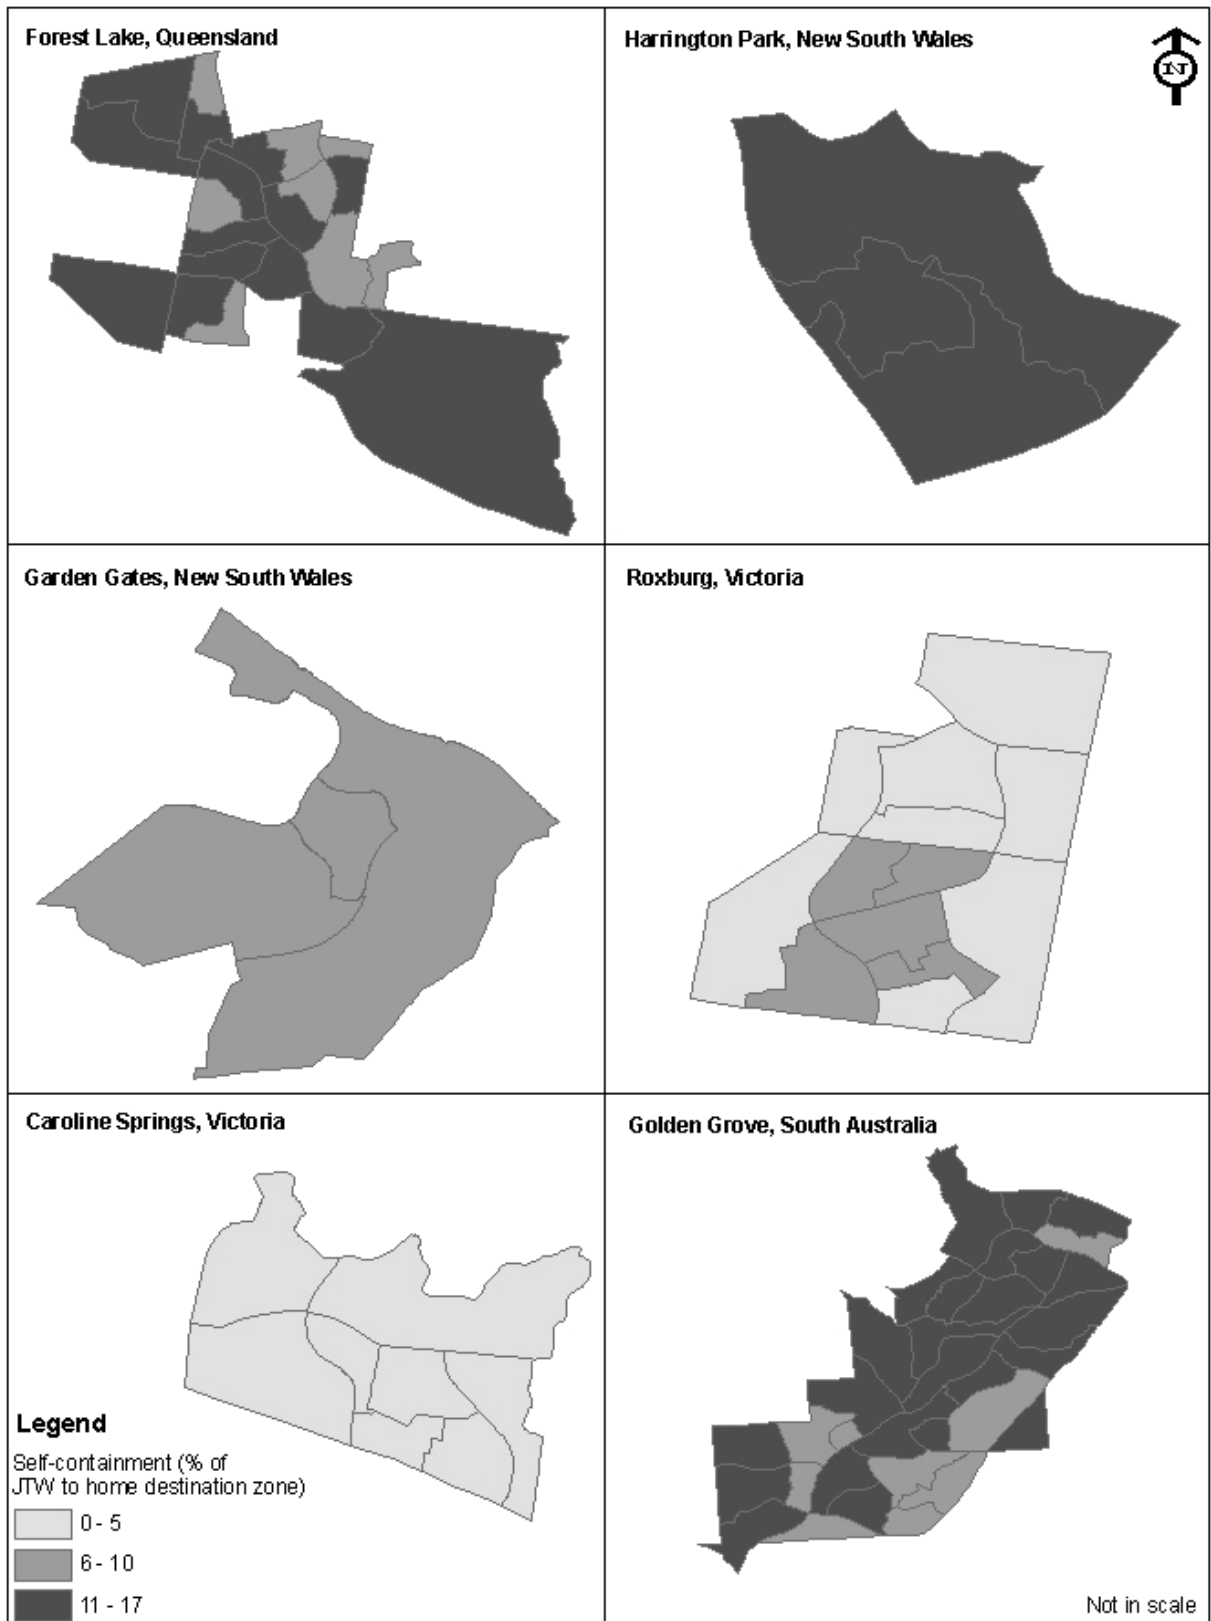 Forest Lake, Queensland
Harrington Park, New South Wales
N
Garden Gates, New South Wales
Roxburg, Victoria
Caroline Springs, Victoria
Golden Grove, South Australia
Legend
Self-containment (% of
JTW to home destination zone)
0 - 5
6 - 10
11 - 17
Not in scale